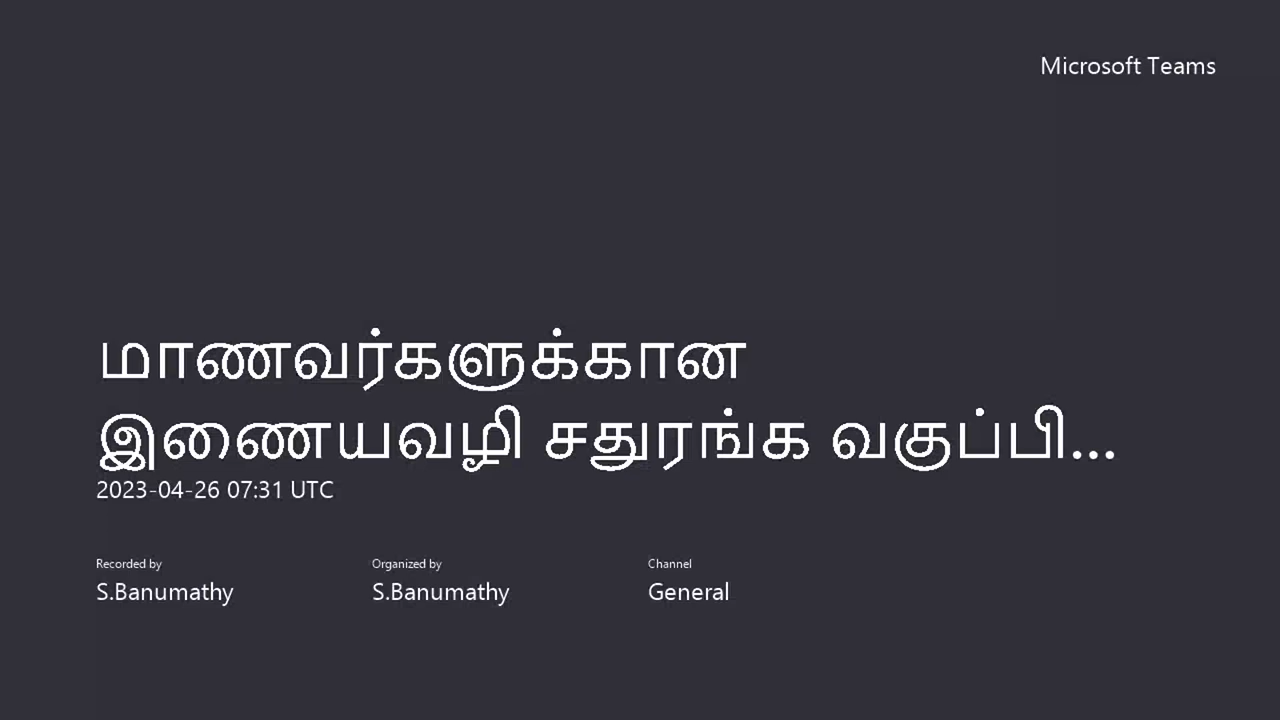 Microsoft Teams
மாணவர்களுக்கான
இணையவழி சதுரங்க வகுப்பி...
2023-04-26 07:31 UTC
Recorded by
S.Banumathy
Organized by
S.Banumathy
Channel
General